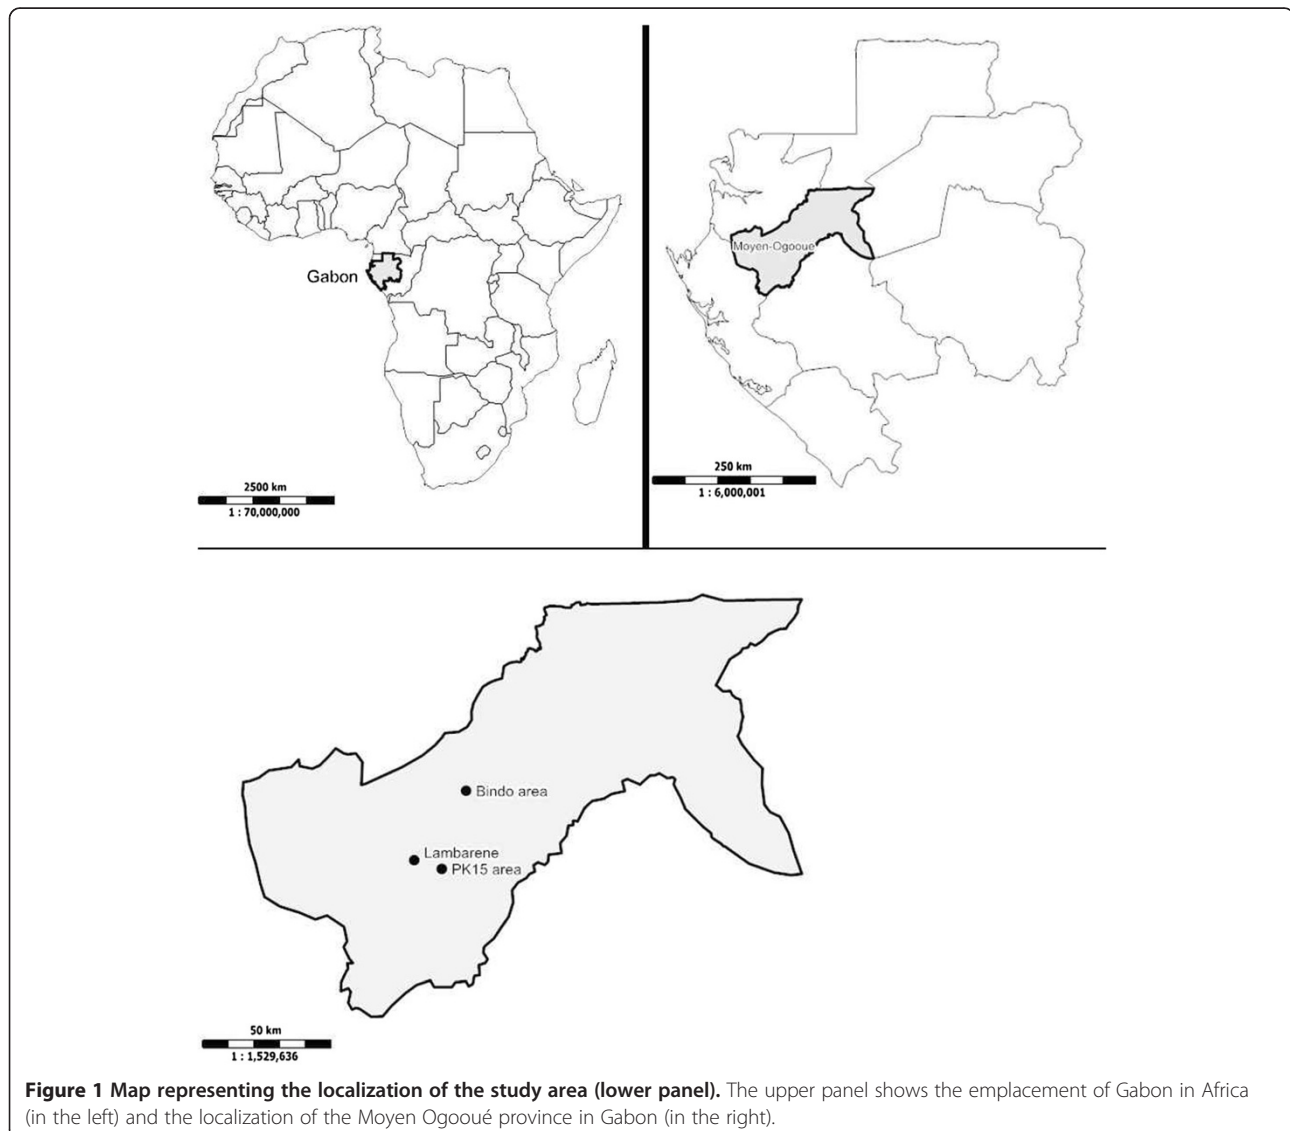 Gabon
2500 km
1 : 70,000,000
Moyen-Ogooue
250 km
1 : 6,000,001
Bindo area
Lambarene
PK15 area
50 km
1 : 1,529,636
Figure 1 Map representing the localization of the study area (lower panel). The upper panel shows the emplacement of Gabon in Africa
(in the left) and the localization of the Moyen Ogooué province in Gabon (in the right).